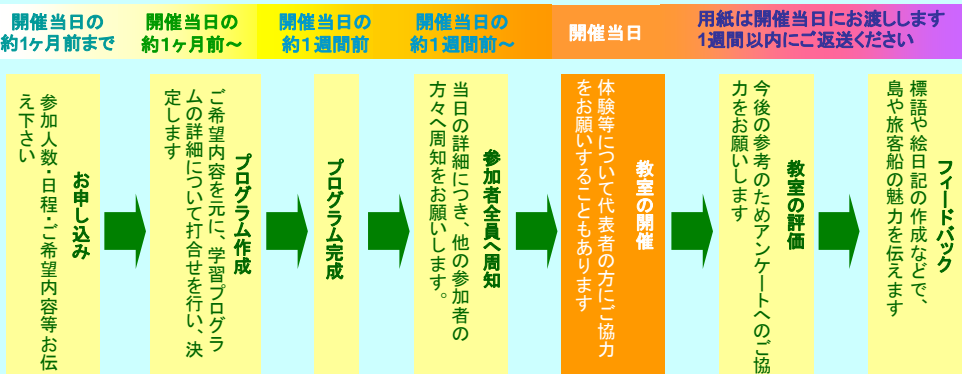 開催当日の
約1ヶ月前まで
開催当日の
約1ヶ月前～
開催当日の
約1週間前
開催当日の
約1週間前～
開催当日
用紙は開催当日にお渡しします
1週間以内にご返送ください
お申し込み
参加人数・日程・ご希望内容等お伝
え下さい
プログラム作成
ご希望内容を元に、学習プログラ
ムの詳細について打合せを行い、決
定します
プログラム完成
参加者全員へ周知
当日の詳細につき、他の参加者の
方々へ周知をお願いします。
教室の開催
体験等について代表者の方にご協力
をお願いすることもあります
教室の評価
今後の参考のためアンケートへのご協
力をお願いします
フィードバック
標語や絵日記の作成などで、
島や旅客船の魅力を伝えます